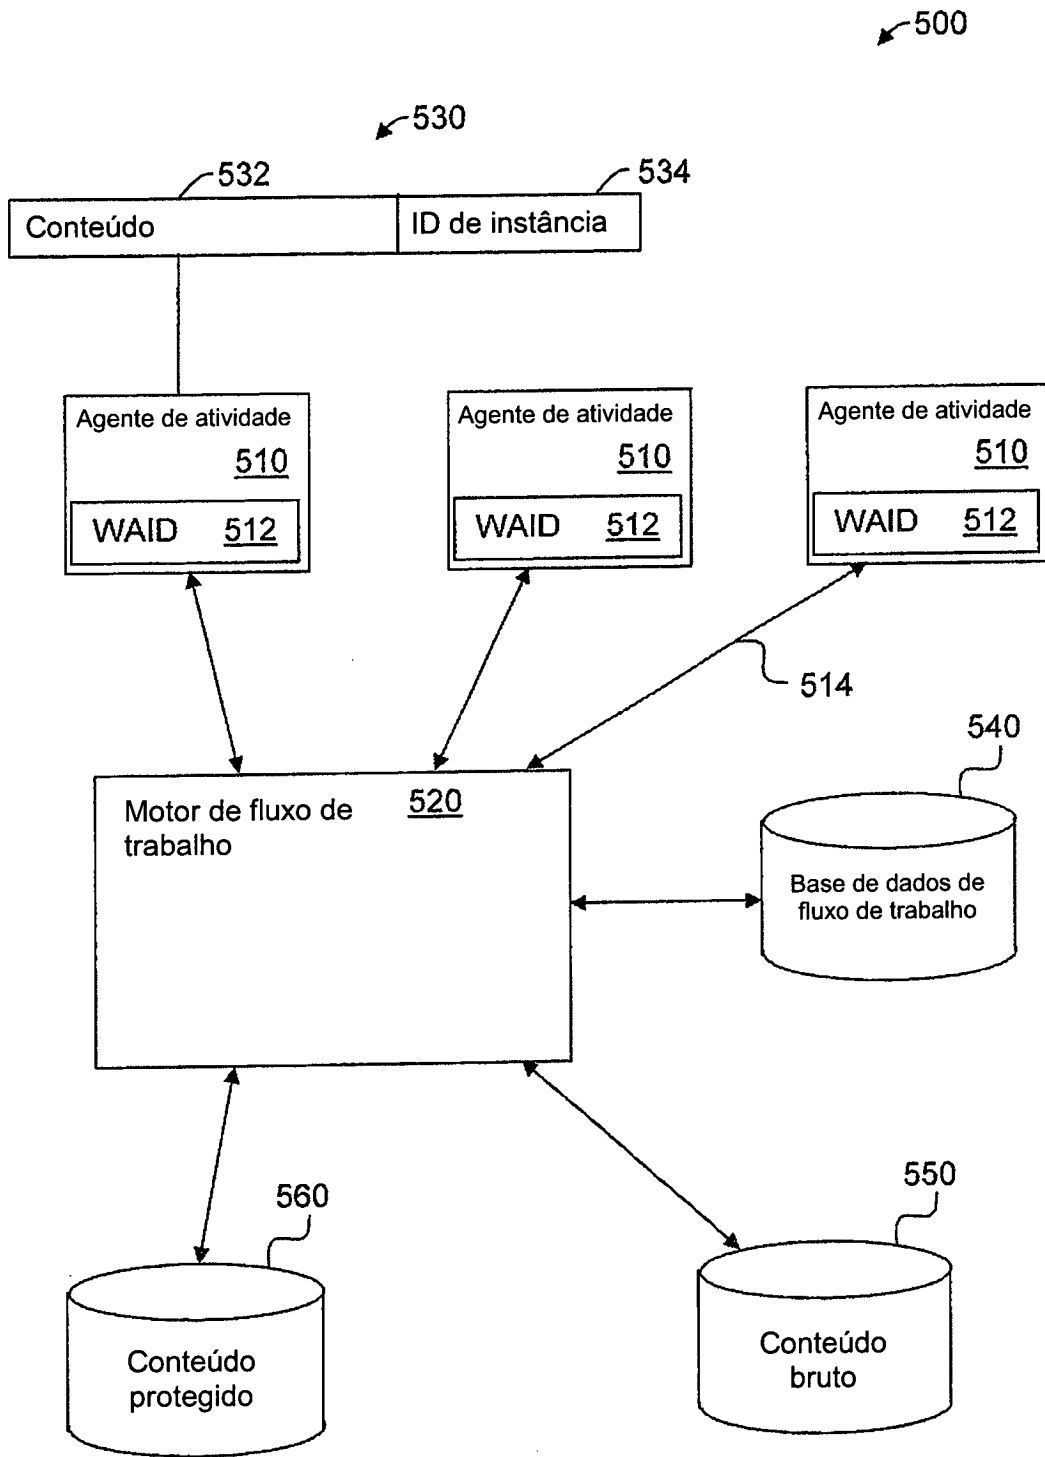 500
530
532
534
Conteúdo
ID de instância
Agente de atividade
510
WAID 512
Agente de atividade
510
WAID 512
Agente de atividade
510
WAID 512
514
540
Motor de fluxo de
trabalho
520
Base de dados de
fluxo de trabalho
560
550
Conteúdo
protegido
Conteúdo
bruto